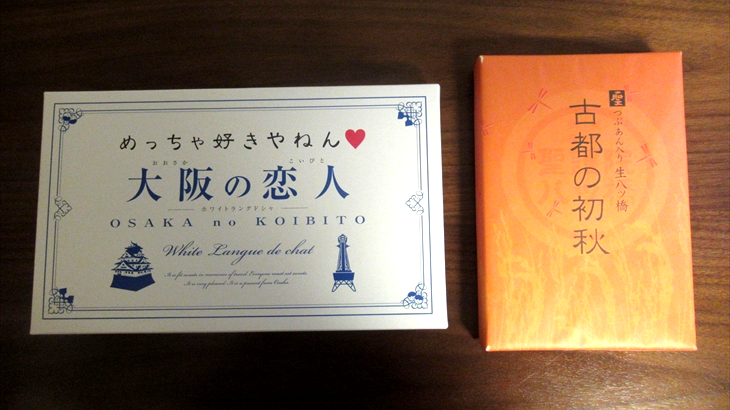 めっちゃ好きやねん♥
おおさか こいびと
大阪の恋人
ホワイトラングドシャ
OSAKA no KOIBITO
White Langue de chat
つぶあん入り 生八ッ橋
古都の初秋